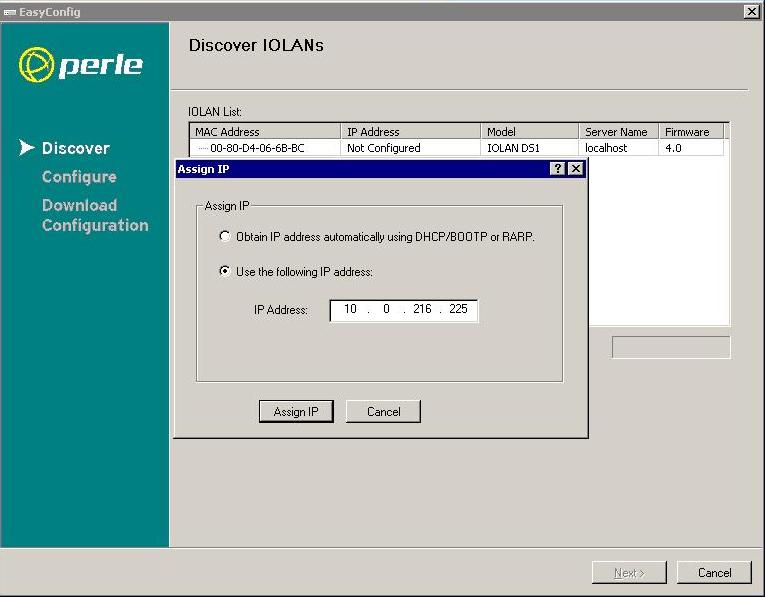 EasyConfig
perle
Discover IOLANs
IOLAN List:
MAC Address IP Address Model Server Name Firmware
00-80-D4-06-6B-BC Not Configured IOLAN DS1 localhost 4.0
Discover
Configure
Download
Configuration
Assign IP
Assign IP
Obtain IP address automatically using DHCP/BOOTP or RARP.
Use the following IP address:
IP Address: 10 . 0 . 216 . 225
Assign IP Cancel
Next > Cancel